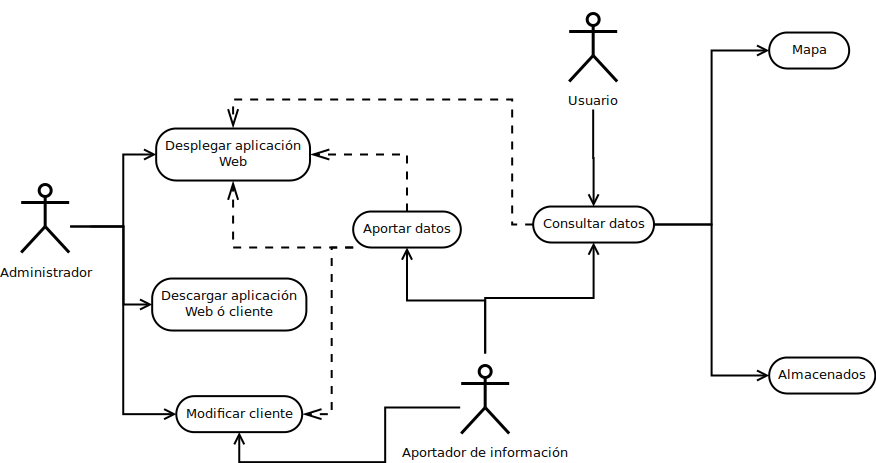 Mapa
Usuario
Desplegar aplicación
Web
Aportar datos
Consultar datos
Administrador
Descargar aplicación
Web ó cliente
Almacenados
Modificar cliente
Aportador de información